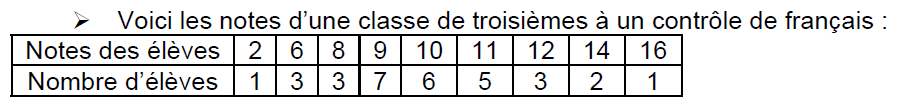 ➢ Voici les notes d'une classe de troisièmes à un contrôle de français :
Notes des élèves 2 6 8 9 10 11 12 14 16
Nombre d'élèves 1 3 3 7 6 5 3 2 1